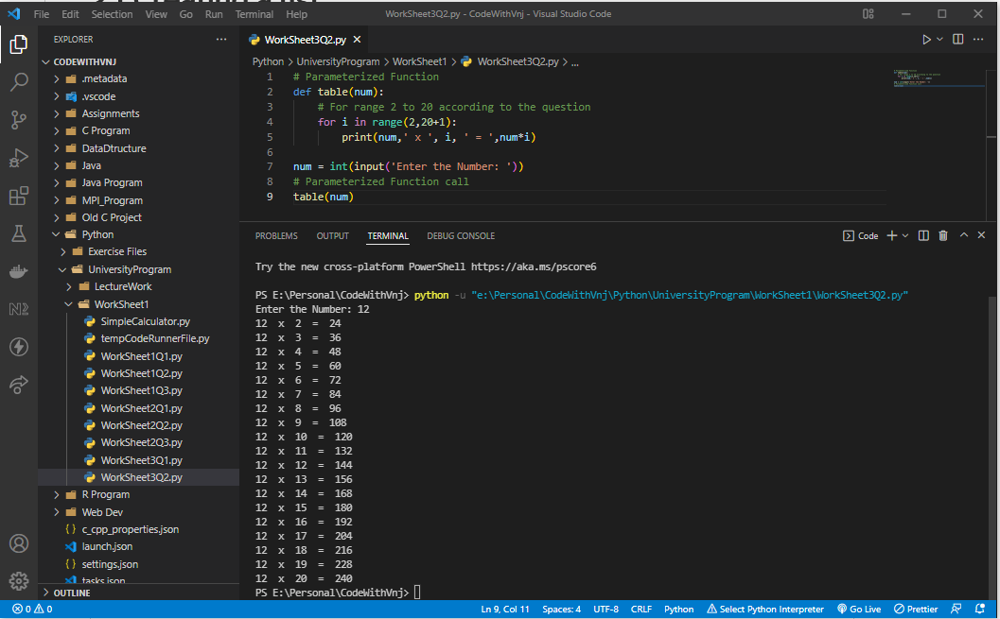 File Edit Selection View Go Run Terminal Help WorkSheet3Q2.py - CodeWithVnj - Visual Studio Code
EXPLORER
CODEWITHVNJ
.metadata
.vscode
Assignments
C Program
DataDtructure
Java
Java Program
MPI_Program
Old C Project
Python
Exercise Files
UniversityProgram
LectureWork
WorkSheet1
SimpleCalculator.py
tempCodeRunnerFile.py
WorkSheet1Q1.py
WorkSheet1Q2.py
WorkSheet1Q3.py
WorkSheet2Q1.py
WorkSheet2Q2.py
WorkSheet2Q3.py
WorkSheet3Q1.py
WorkSheet3Q2.py
R Program
Web Dev
{ } c_cpp_properties.json
launch.json
{ } settings.json
tasks.json
OUTLINE
WorkSheet3Q2.py ×
Python > UniversityProgram > WorkSheet1 > WorkSheet3Q2.py > ...
1 # Parameterized Function
2 def table(num):
3 # For range 2 to 20 according to the question
4 for i in range(2,20+1):
5 print(num,' x ', i, ' = ',num*i)
6
7 num = int(input('Enter the Number: '))
8 # Parameterized Function call
9 table(num)
PROBLEMS OUTPUT TERMINAL DEBUG CONSOLE Code
Try the new cross-platform PowerShell https://aka.ms/pscore6
PS E:\Personal\CodeWithVnj> python -u "e:\Personal\CodeWithVnj\Python\UniversityProgram\WorkSheet1\WorkSheet3Q2.py"
Enter the Number: 12
12 x 2 = 24
12 x 3 = 36
12 x 4 = 48
12 x 5 = 60
12 x 6 = 72
12 x 7 = 84
12 x 8 = 96
12 x 9 = 108
12 x 10 = 120
12 x 11 = 132
12 x 12 = 144
12 x 13 = 156
12 x 14 = 168
12 x 15 = 180
12 x 16 = 192
12 x 17 = 204
12 x 18 = 216
12 x 19 = 228
12 x 20 = 240
PS E:\Personal\CodeWithVnj>
0 0 Ln 9, Col 11 Spaces: 4 UTF-8 CRLF Python Select Python Interpreter Go Live Prettier